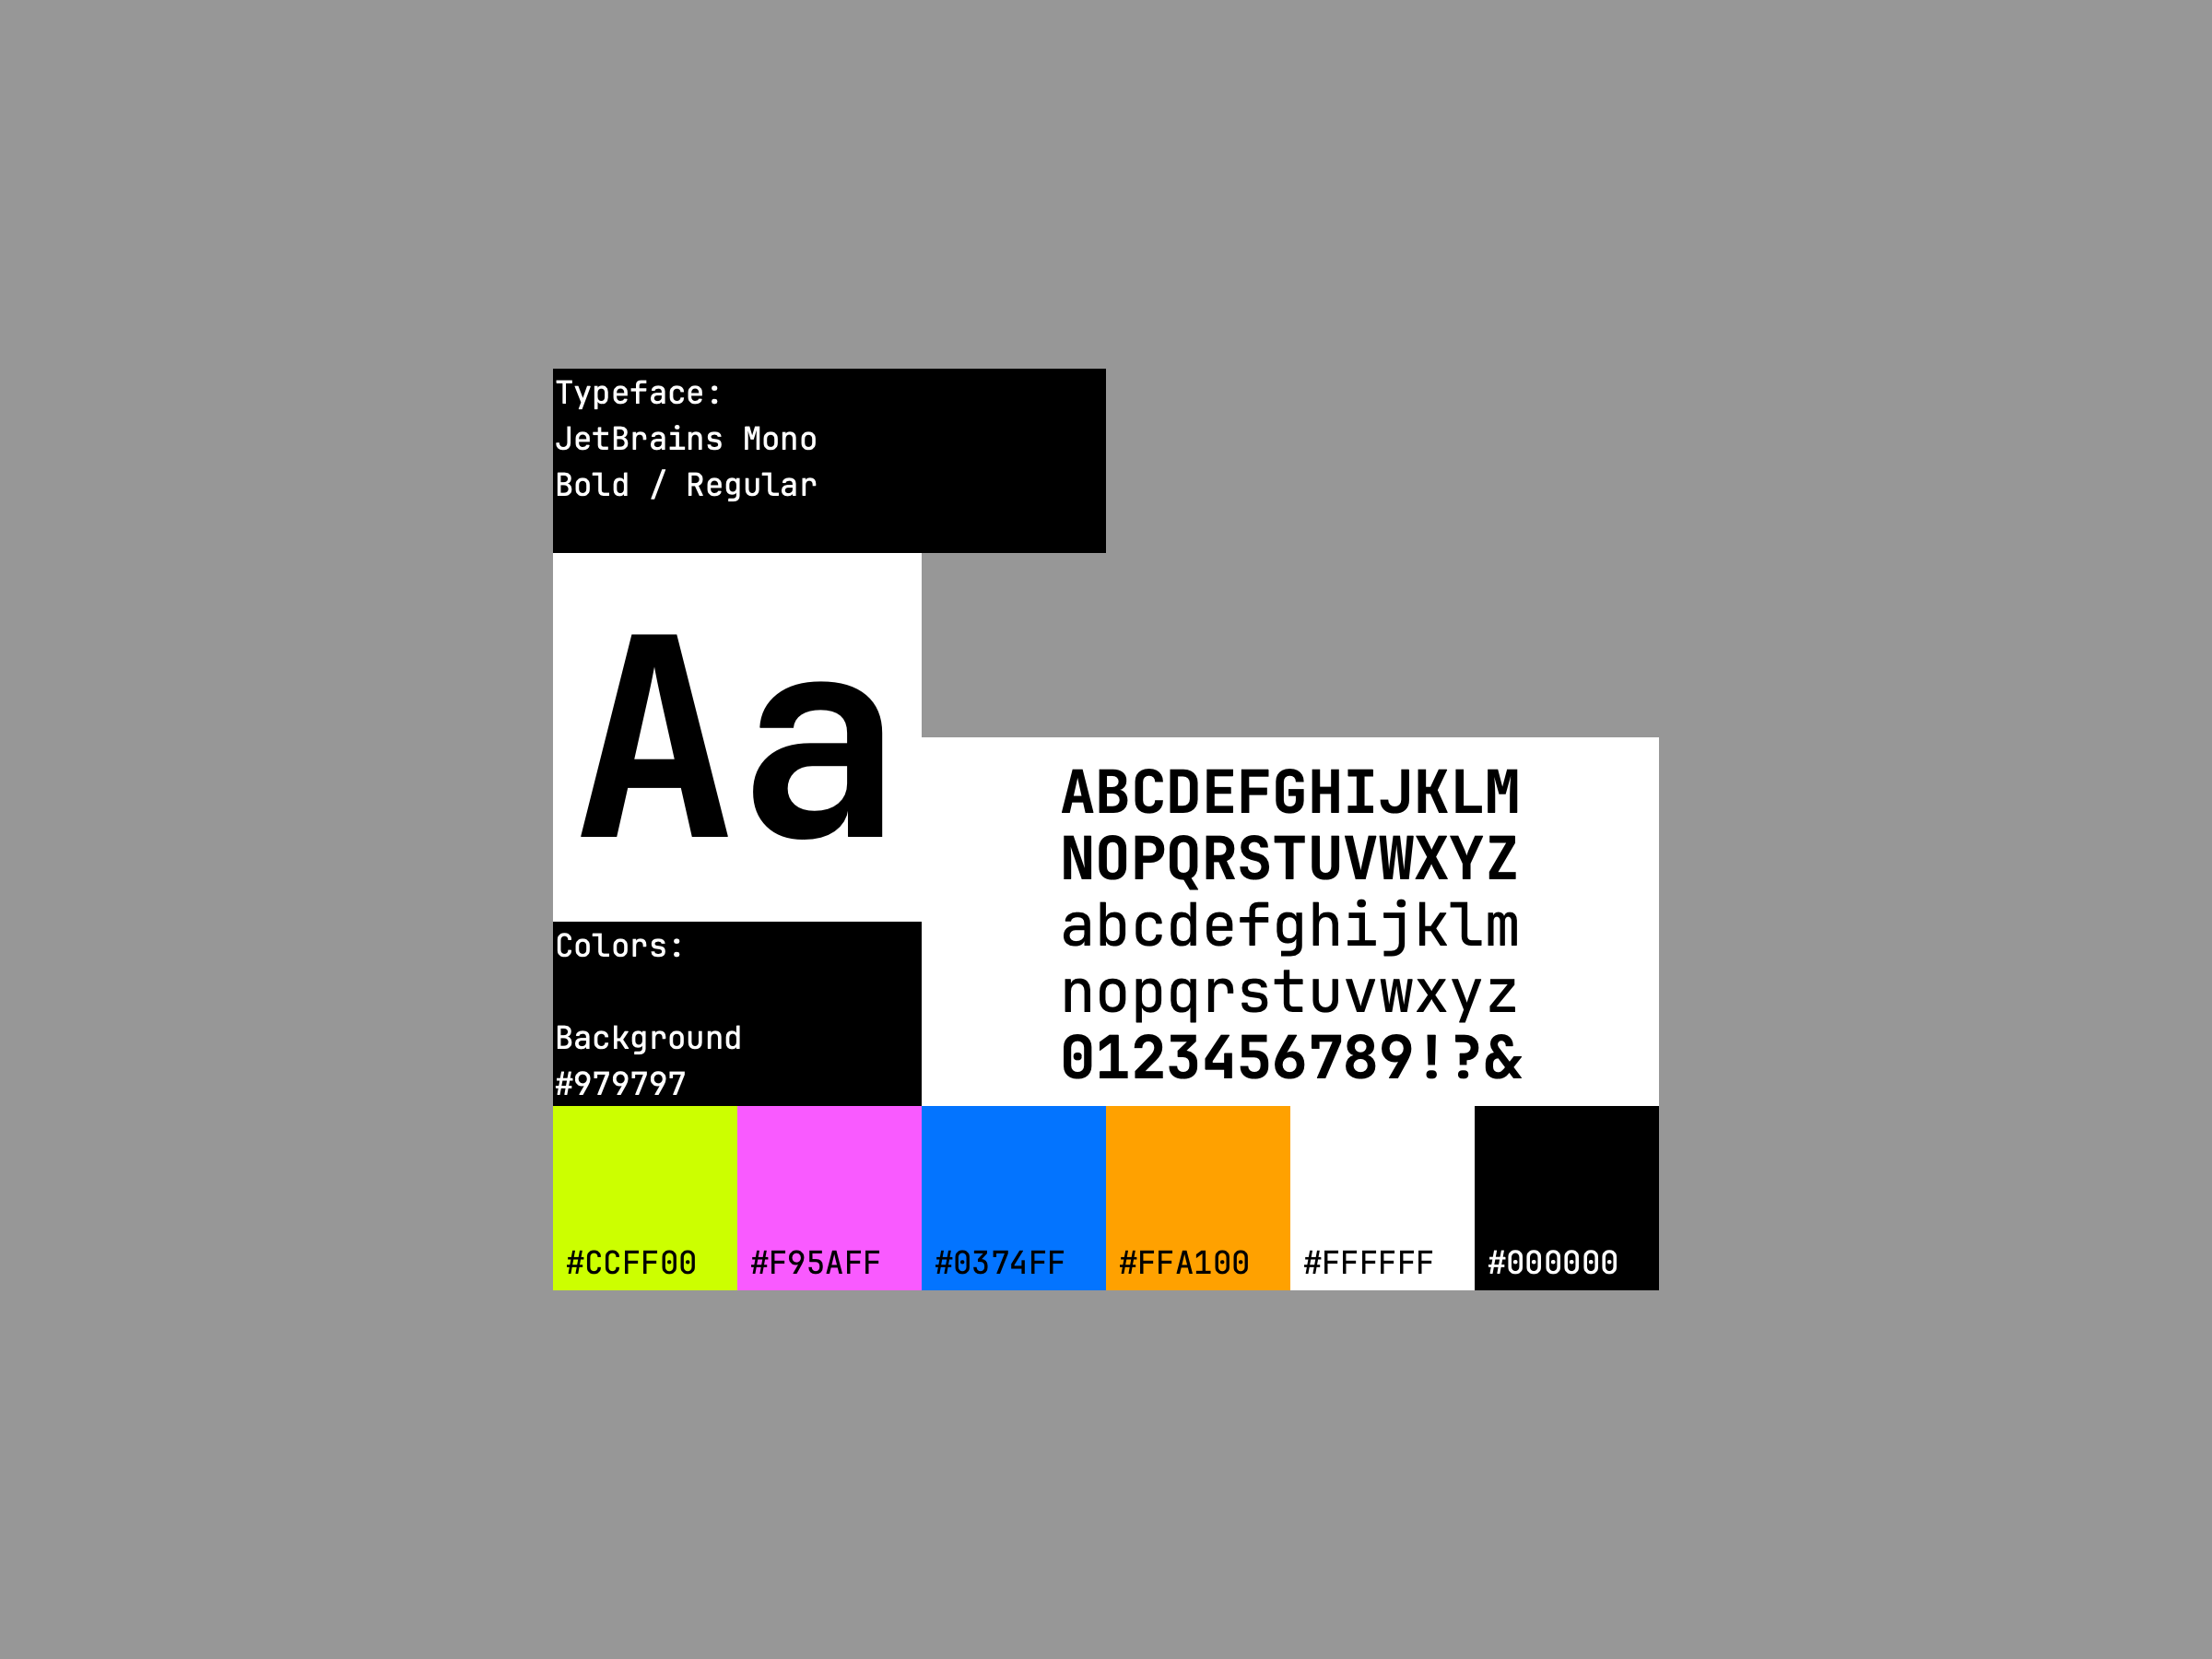 Typeface:
JetBrains Mono
Bold / Regular
Aa
ABCDEFGHIJKLM
NOPQRSTUVWXYZ
abcdefghijklm
nopqrstuvwxyz
0123456789!?&
Colors:
Background
#979797
#CCFF00
#F95AFF
#0374FF
#FFA100
#FFFFFF
#000000